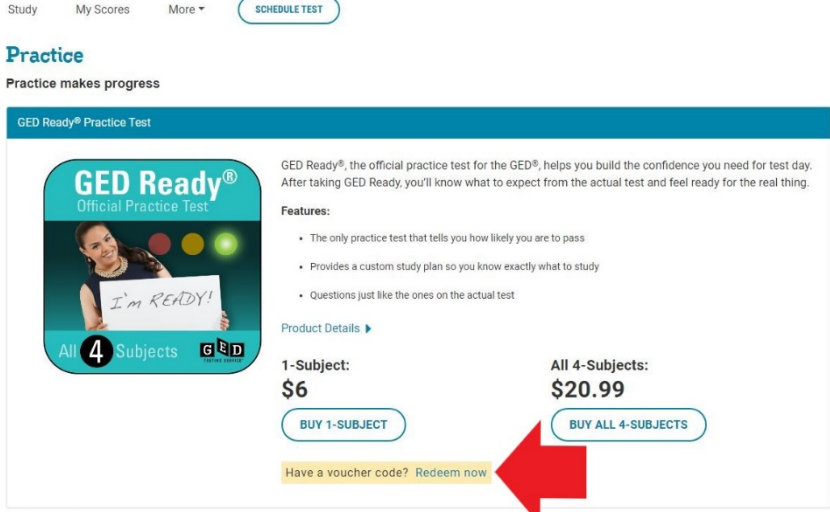 Study My Scores More SCHEDULE TEST
Practice
Practice makes progress
GED Ready® Practice Test
GED Ready®
Official Practice Test
I'm READY!
All 4 Subjects GED
TESTING SERVICE
GED Ready®, the official practice test for the GED®, helps you build the confidence you need for test day.
After taking GED Ready, you'll know what to expect from the actual test and feel ready for the real thing.
Features:
• The only practice test that tells you how likely you are to pass
• Provides a custom study plan so you know exactly what to study
• Questions just like the ones on the actual test
Product Details
1-Subject: All 4-Subjects:
$6 $20.99
BUY 1-SUBJECT BUY ALL 4-SUBJECTS
Have a voucher code? Redeem now